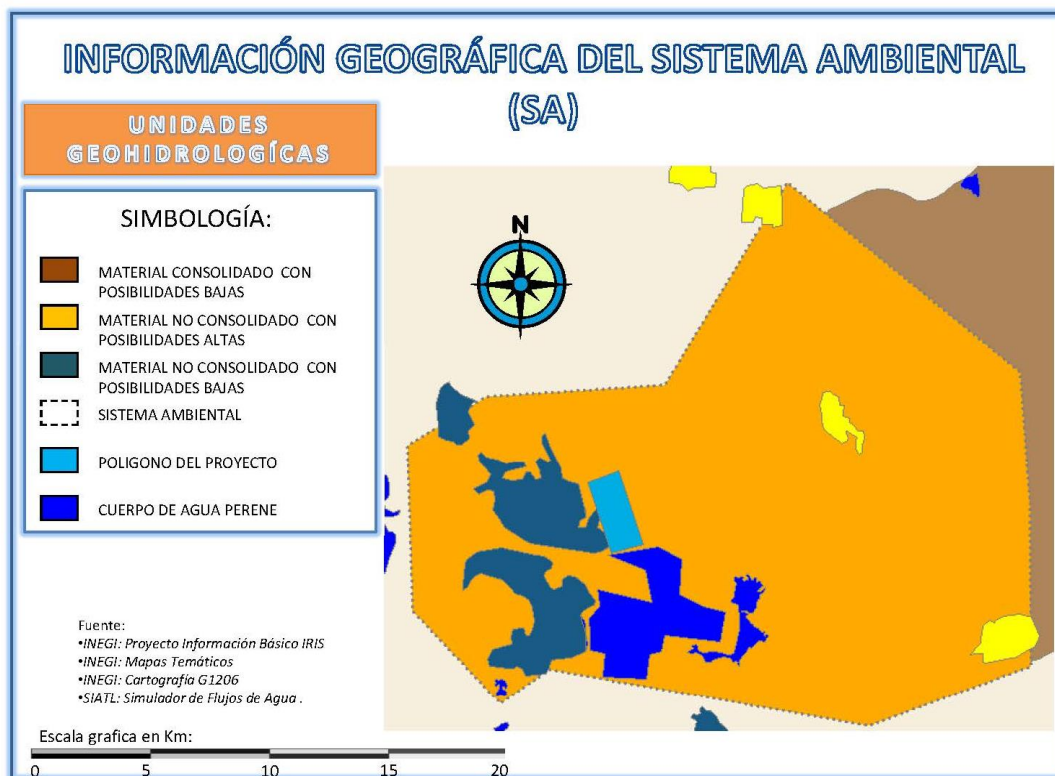 INFORMACIÓN GEOGRÁFICA DEL SISTEMA AMBIENTAL
(SA)
UNIDADES
GEOHIDROLOGÍCAS
SIMBOLOGÍA:
MATERIAL CONSOLIDADO CON
POSIBILIDADES BAJAS
MATERIAL NO CONSOLIDADO CON
POSIBILIDADES ALTAS
MATERIAL NO CONSOLIDADO CON
POSIBILIDADES BAJAS
SISTEMA AMBIENTAL
POLIGONO DEL PROYECTO
CUERPO DE AGUA PERENE
N
Fuente:
•INEGI: Proyecto Información Básico IRIS
•INEGI: Mapas Temáticos
•INEGI: Cartografía G1206
•SIATL: Simulador de Flujos de Agua .
Escala grafica en Km:
0 5 10 15 20